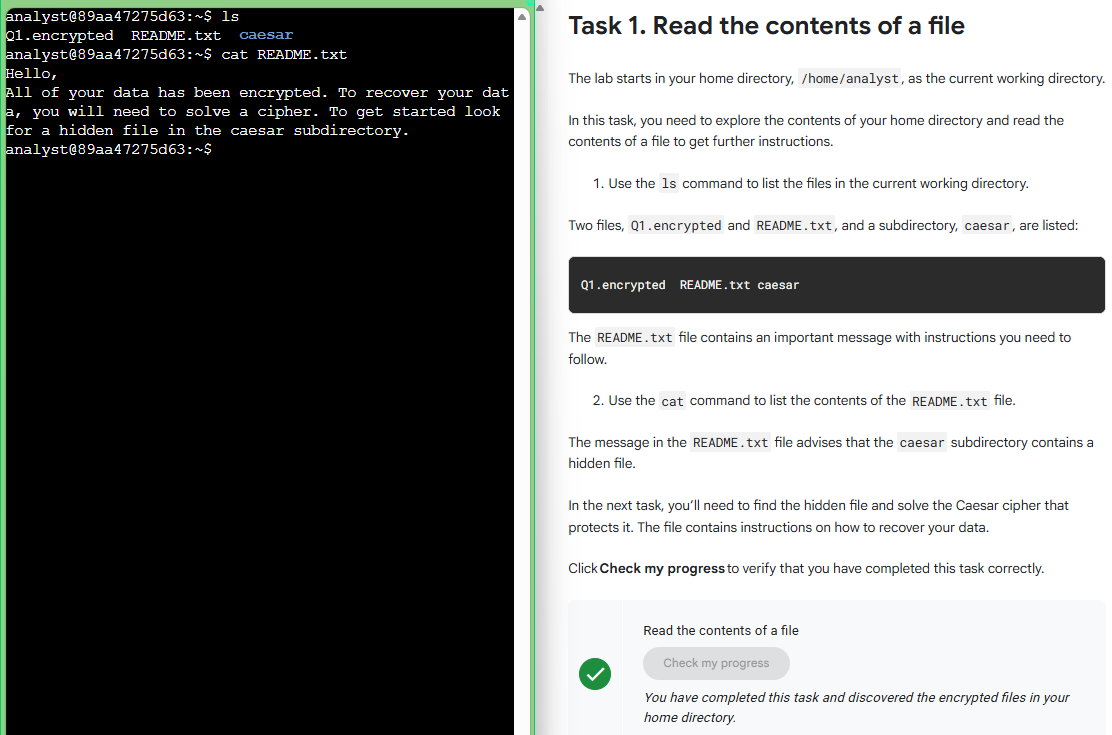 analyst@89aa47275d63:~$ ls
Q1.encrypted  README.txt  caesar
analyst@89aa47275d63:~$ cat README.txt
Hello,
All of your data has been encrypted. To recover your dat
a, you will need to solve a cipher. To get started look
for a hidden file in the caesar subdirectory.
analyst@89aa47275d63:~$
Task 1. Read the contents of a file
The lab starts in your home directory, /home/analyst, as the current working directory.
In this task, you need to explore the contents of your home directory and read the
contents of a file to get further instructions.
1. Use the ls command to list the files in the current working directory.
Two files, Q1.encrypted and README.txt, and a subdirectory, caesar, are listed:
Q1.encrypted  README.txt caesar
The README.txt file contains an important message with instructions you need to
follow.
2. Use the cat command to list the contents of the README.txt file.
The message in the README.txt file advises that the caesar subdirectory contains a
hidden file.
In the next task, you'll need to find the hidden file and solve the Caesar cipher that
protects it. The file contains instructions on how to recover your data.
Click Check my progress to verify that you have completed this task correctly.
Read the contents of a file
Check my progress
You have completed this task and discovered the encrypted files in your
home directory.